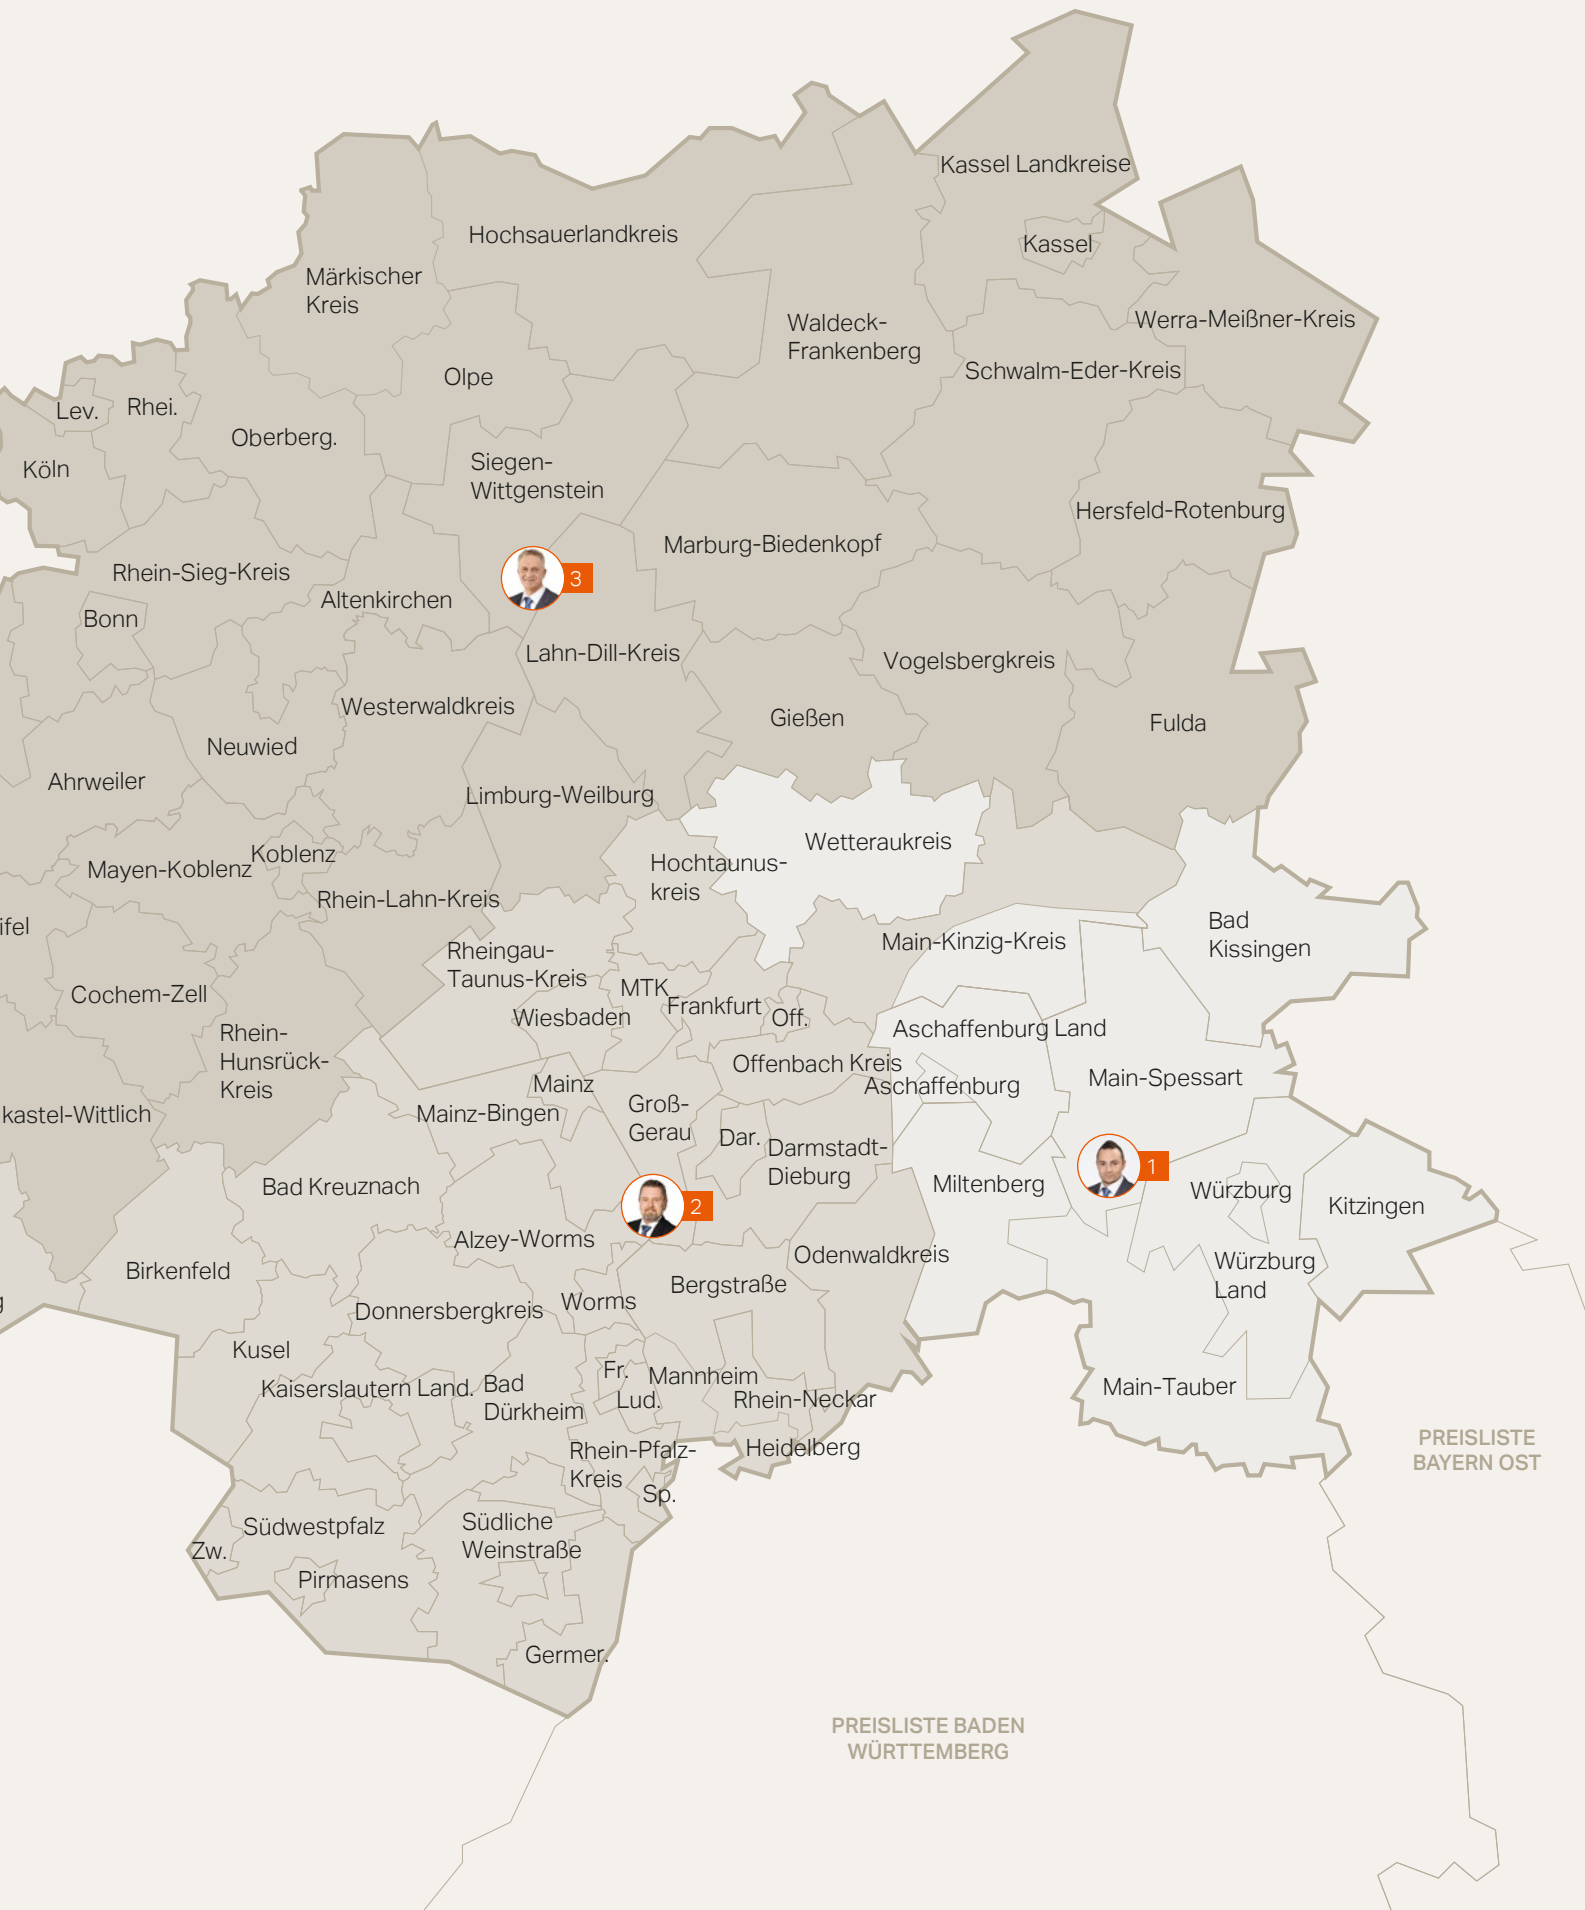 Kassel Landkreise
Hochsauerlandkreis
Kassel
Märkischer
Kreis
Waldeck-
Frankenberg
Werra-Meißner-Kreis
Schwalm-Eder-Kreis
Olpe
Lev.
Rhei.
Oberberg.
Köln
Siegen-
Wittgenstein
Hersfeld-Rotenburg
Marburg-Biedenkopf
Rhein-Sieg-Kreis
3
Altenkirchen
Bonn
Lahn-Dill-Kreis
Vogelsbergkreis
Westerwaldkreis
Gießen
Fulda
Neuwied
Ahrweiler
Limburg-Weilburg
Wetteraukreis
Koblenz
Mayen-Koblenz
Hochtaunus-
kreis
Rhein-Lahn-Kreis
ifel
Bad
Kissingen
Main-Kinzig-Kreis
Rheingau-
Taunus-Kreis
MTK
Cochem-Zell
Frankfurt
Wiesbaden
Off.
Aschaffenburg Land
Rhein-
Hunsrück-
Kreis
Offenbach Kreis
Main-Spessart
Mainz
Aschaffenburg
kastel-Wittlich
Mainz-Bingen
Groß-
Gerau
Dar.
Darmstadt-
Dieburg
1
Bad Kreuznach
Miltenberg
Würzburg
2
Kitzingen
Alzey-Worms
Odenwaldkreis
Birkenfeld
Würzburg
Land
Bergstraße
g
Donnersbergkreis
Worms
Kusel
Fr.
Mannheim
Kaiserslautern Land.
Bad
Dürkheim
Main-Tauber
Lud.
Rhein-Neckar
Rhein-Pfalz-
Kreis
Heidelberg
PREISLISTE
BAYERN OST
Sp.
Südwestpfalz
Südliche
Weinstraße
Zw.
Pirmasens
Germer.
PREISLISTE BADEN
WÜRTTEMBERG